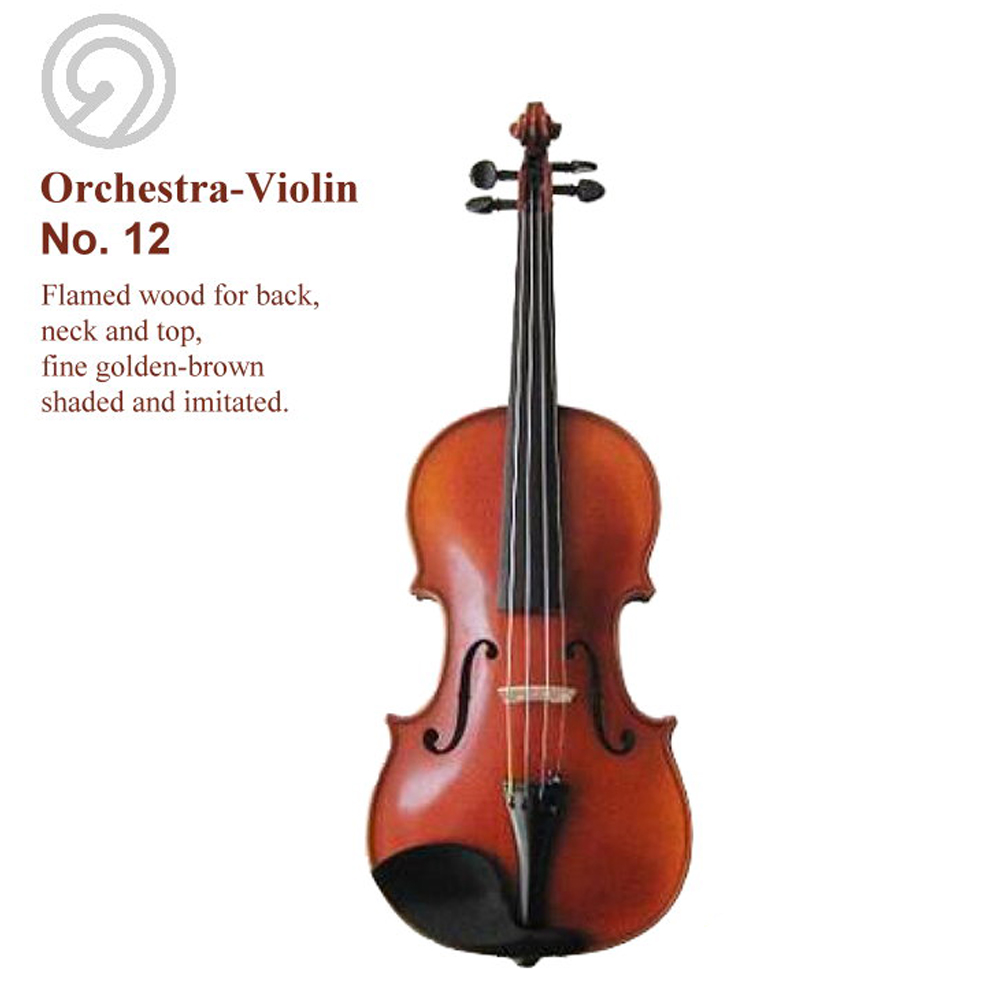 Orchestra-Violin
No. 12
Flamed wood for back,
neck and top,
fine golden-brown
shaded and imitated.